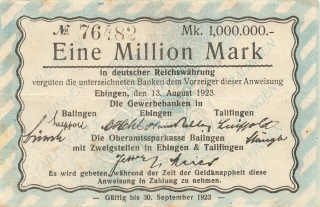 № 76482 Mk. 1,000.000.-
Eine Million Mark
in deutscher Reichswährung
vergüten die unterzeichneten Banken dem Vorzeiger dieser Anweisung
Ebingen, den 13. August 1923.
Die Gewerbebanken in
Balingen Ebingen Tailfingen
Die Oberamtssparkasse Balingen
mit Zweigstellen in Ebingen & Tailfingen
Es wird gebeten, während der Zeit der Geldknappheit diese
Anweisung in Zahlung zu nehmen.
Gültig bis 30. September 1923